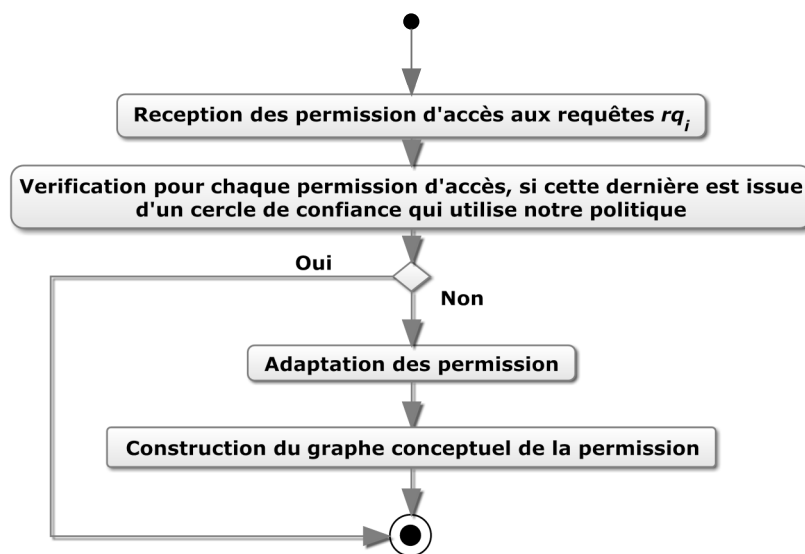 Reception des permission d'accès aux requêtes rq_i
Verification pour chaque permission d'accès, si cette dernière est issue
d'un cercle de confiance qui utilise notre politique
Oui
Non
Adaptation des permission
Construction du graphe conceptuel de la permission